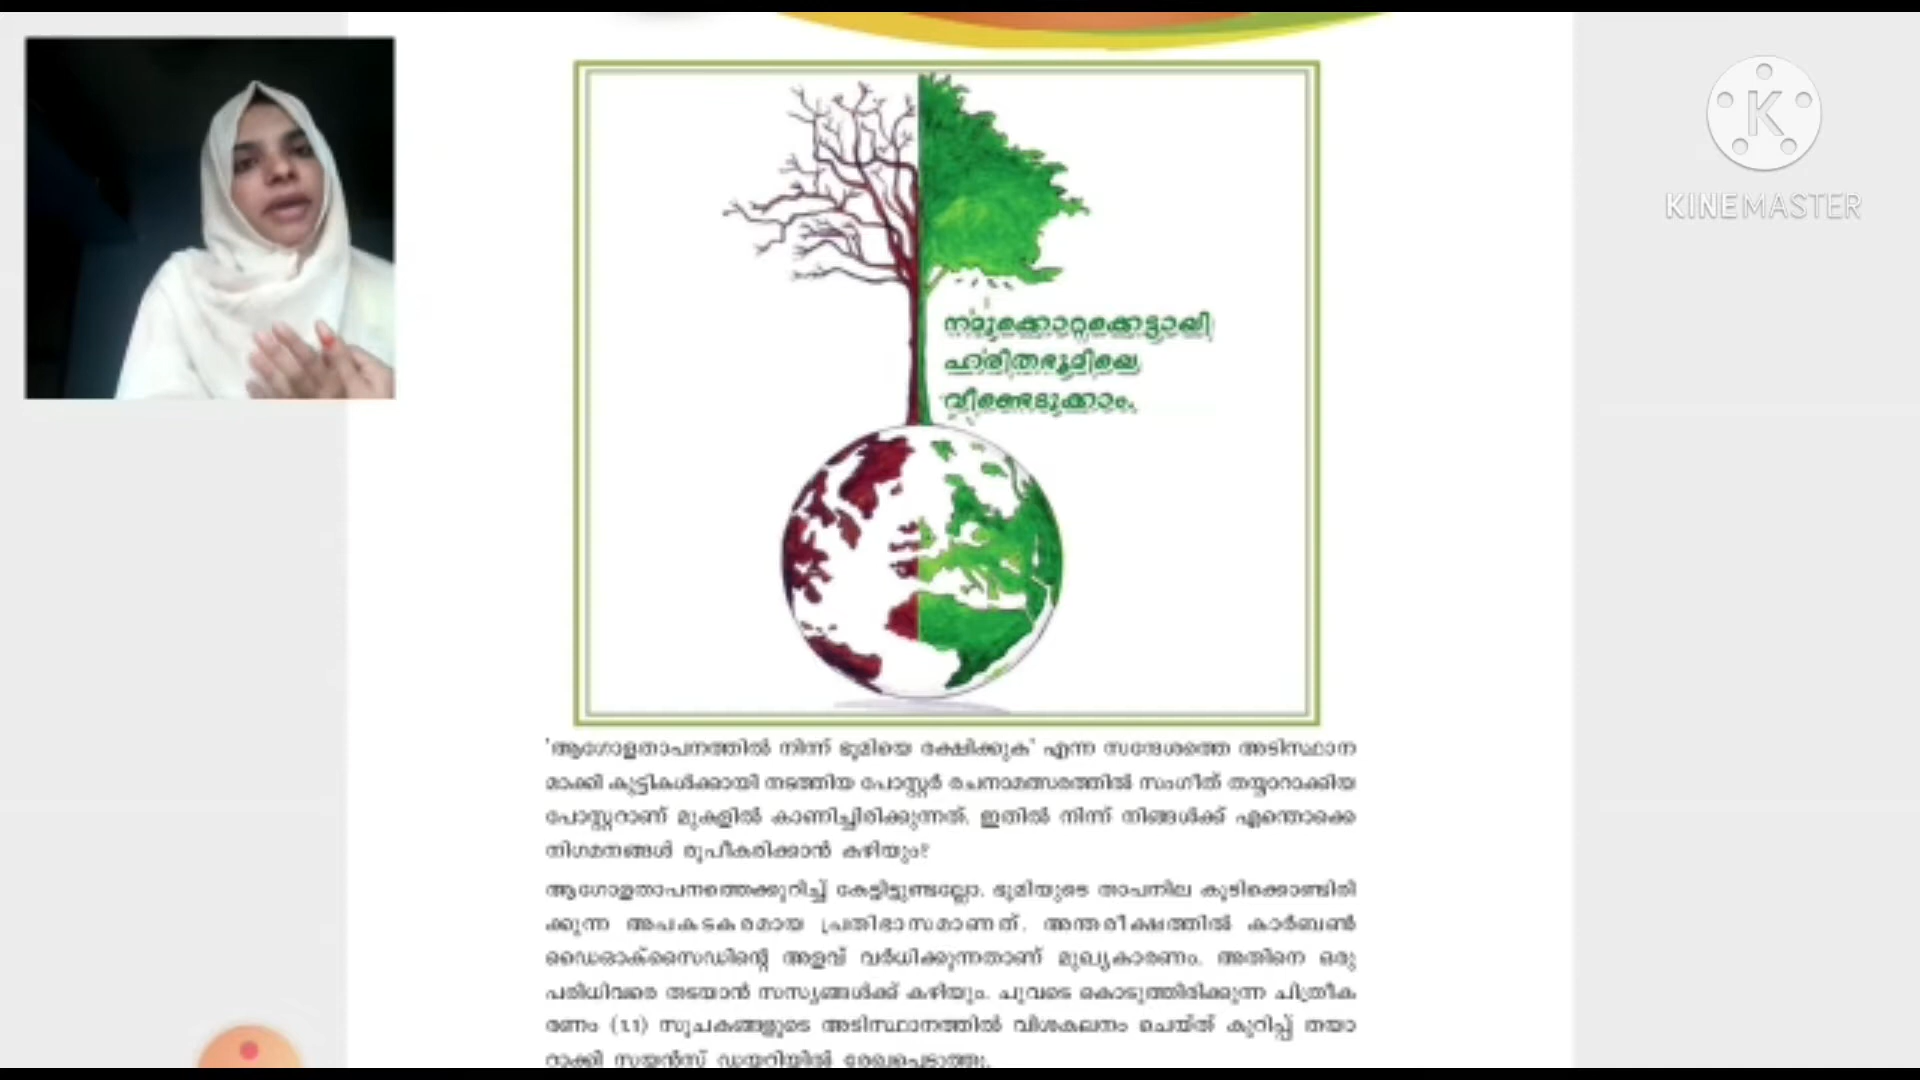 K
KINEMASTER
നമുക്കൊറ്റക്കെട്ടായി
ഹരിതഭൂമിയെ
വീണ്ടെടുക്കാം.
'ആഗോളതാപനത്തിൽ നിന്ന് ഭൂമിയെ രക്ഷിക്കുക' എന്ന സന്ദേശത്തെ അടിസ്ഥാന
മാക്കി കുട്ടികൾക്കായി നടത്തിയ പോസ്റ്റർ രചനാമത്സരത്തിൽ സംഗീത് തയ്യാറാക്കിയ
പോസ്റ്ററാണ് മുകളിൽ കാണിച്ചിരിക്കുന്നത്. ഇതിൽ നിന്ന് നിങ്ങൾക്ക് എന്തൊക്കെ
നിഗമനങ്ങൾ രൂപീകരിക്കാൻ കഴിയും?
ആഗോളതാപനത്തെക്കുറിച്ച് കേട്ടിട്ടുണ്ടല്ലോ. ഭൂമിയുടെ താപനില കൂടിക്കൊണ്ടിരി
ക്കുന്ന അപകടകരമായ പ്രതിഭാസമാണത്. അന്തരീക്ഷത്തിൽ കാർബൺ
ഡൈഓക്സൈഡിന്റെ അളവ് വർധിക്കുന്നതാണ് മുഖ്യകാരണം. അതിനെ ഒരു
പരിധിവരെ തടയാൻ സസ്യങ്ങൾക്ക് കഴിയും. ചുവടെ കൊടുത്തിരിക്കുന്ന ചിത്രീക
രണം (1.1) സൂചകങ്ങളുടെ അടിസ്ഥാനത്തിൽ വിശകലനം ചെയ്ത് കുറിപ്പ് തയാ
റാക്കി സയൻസ് ഡയറിയിൽ രേഖപ്പെടുത്തൂ.